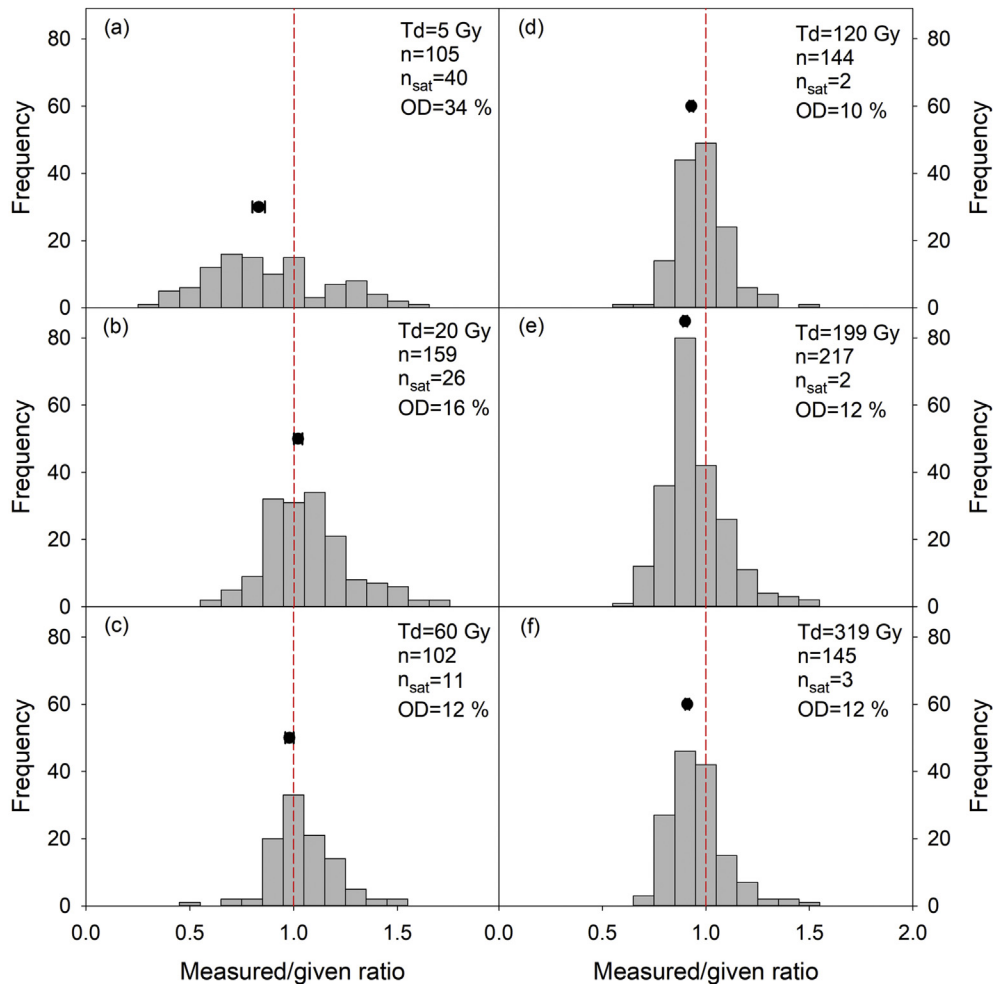 (a)
Td=5 Gy
n=105
nsat=40
OD=34 %
Frequency
80
60
40
20
0
(d)
Td=120 Gy
n=144
nsat=2
OD=10 %
80
60
40
20
0
Frequency
(b)
Td=20 Gy
n=159
nsat=26
OD=16 %
Frequency
80
60
40
20
0
(e)
Td=199 Gy
n=217
nsat=2
OD=12 %
80
60
40
20
0
Frequency
(c)
Td=60 Gy
n=102
nsat=11
OD=12 %
Frequency
80
60
40
20
0
(f)
Td=319 Gy
n=145
nsat=3
OD=12 %
80
60
40
20
0
Frequency
0.0 0.5 1.0 1.5 0.0 0.5 1.0 1.5 2.0
Measured/given ratio Measured/given ratio